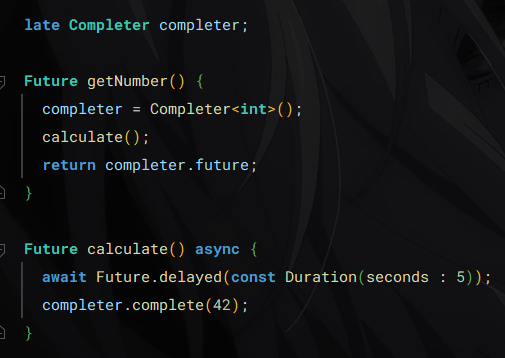 late Completer completer;
Future getNumber() {
completer = Completer<int>();
calculate();
return completer.future;
}
Future calculate() async {
await Future.delayed(const Duration(seconds : 5));
completer.complete(42);
}